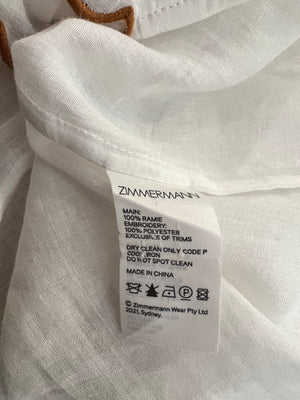 ZIMMERMANN
MAIN:
100% RAMIE
EMBROIDERY:
100% POLYESTER
EXCLUSIVE OF TRIMS
DRY CLEAN ONLY CODE P
COOL IRON
DO NOT SPOT CLEAN
MADE IN CHINA
P
© Zimmermann Wear Pty Ltd
2021, Sydney.